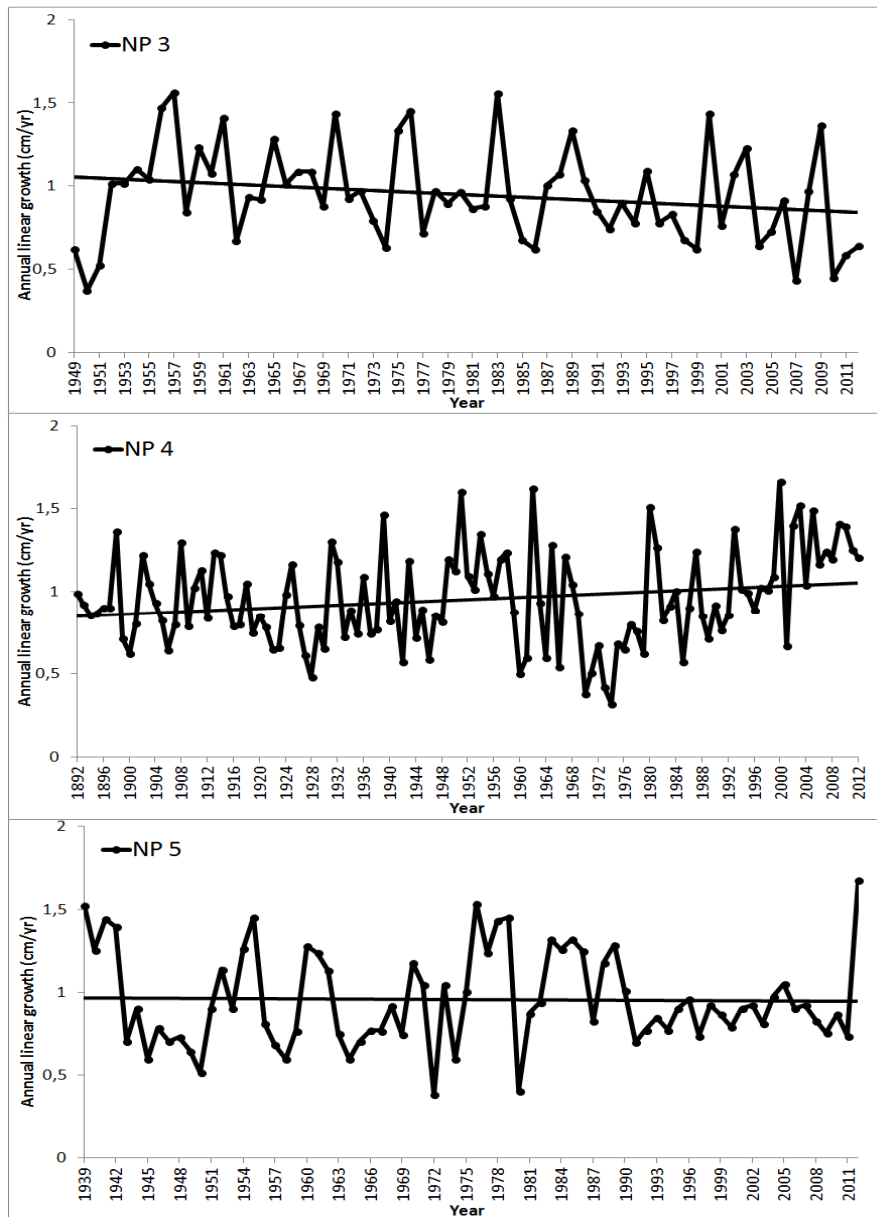 NP 3
Annual linear growth (cm/yr)
2
1,5
1
0,5
0
1949 1951 1953 1955 1957 1959 1961 1963 1965 1967 1969 1971 1973 1975 1977 1979 1981 1983 1985 1987 1989 1991 1993 1995 1997 1999 2001 2003 2005 2007 2009 2011
Year
NP 4
Annual linear growth (cm/yr)
2
1,5
1
0,5
0
1892 1896 1900 1904 1908 1912 1916 1920 1924 1928 1932 1936 1940 1944 1948 1952 1956 1960 1964 1968 1972 1976 1980 1984 1988 1992 1996 2000 2004 2008 2012
Year
NP 5
Annual linear growth (cm/yr)
2
1,5
1
0,5
0
1939 1942 1945 1948 1951 1954 1957 1960 1963 1966 1969 1972 1975 1978 1981 1984 1987 1990 1993 1996 1999 2002 2005 2008 2011
Year